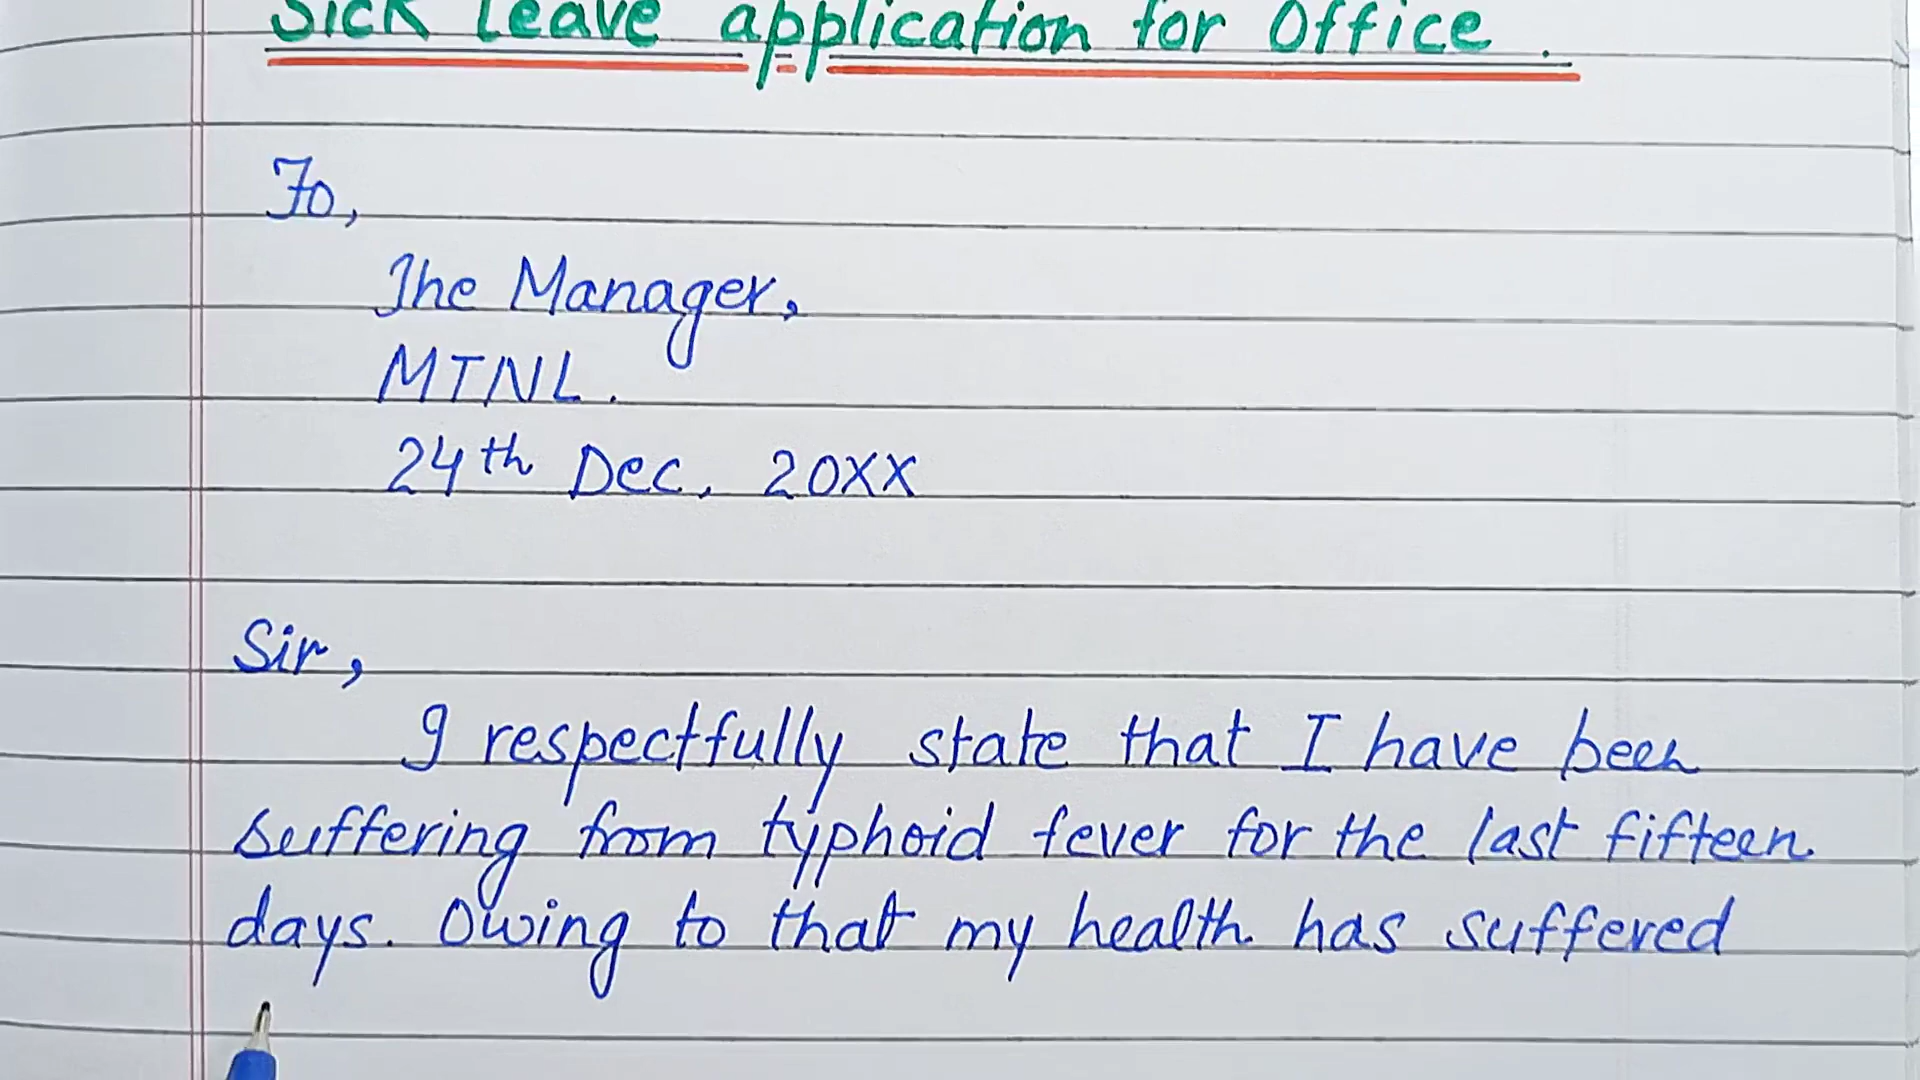 Sick Leave application for Office.
To,
The Manager,
MTNL.
24th Dec, 20XX
Sir,
I respectfully state that I have been
suffering from typhoid fever for the last fifteen
days. Owing to that my health has suffered